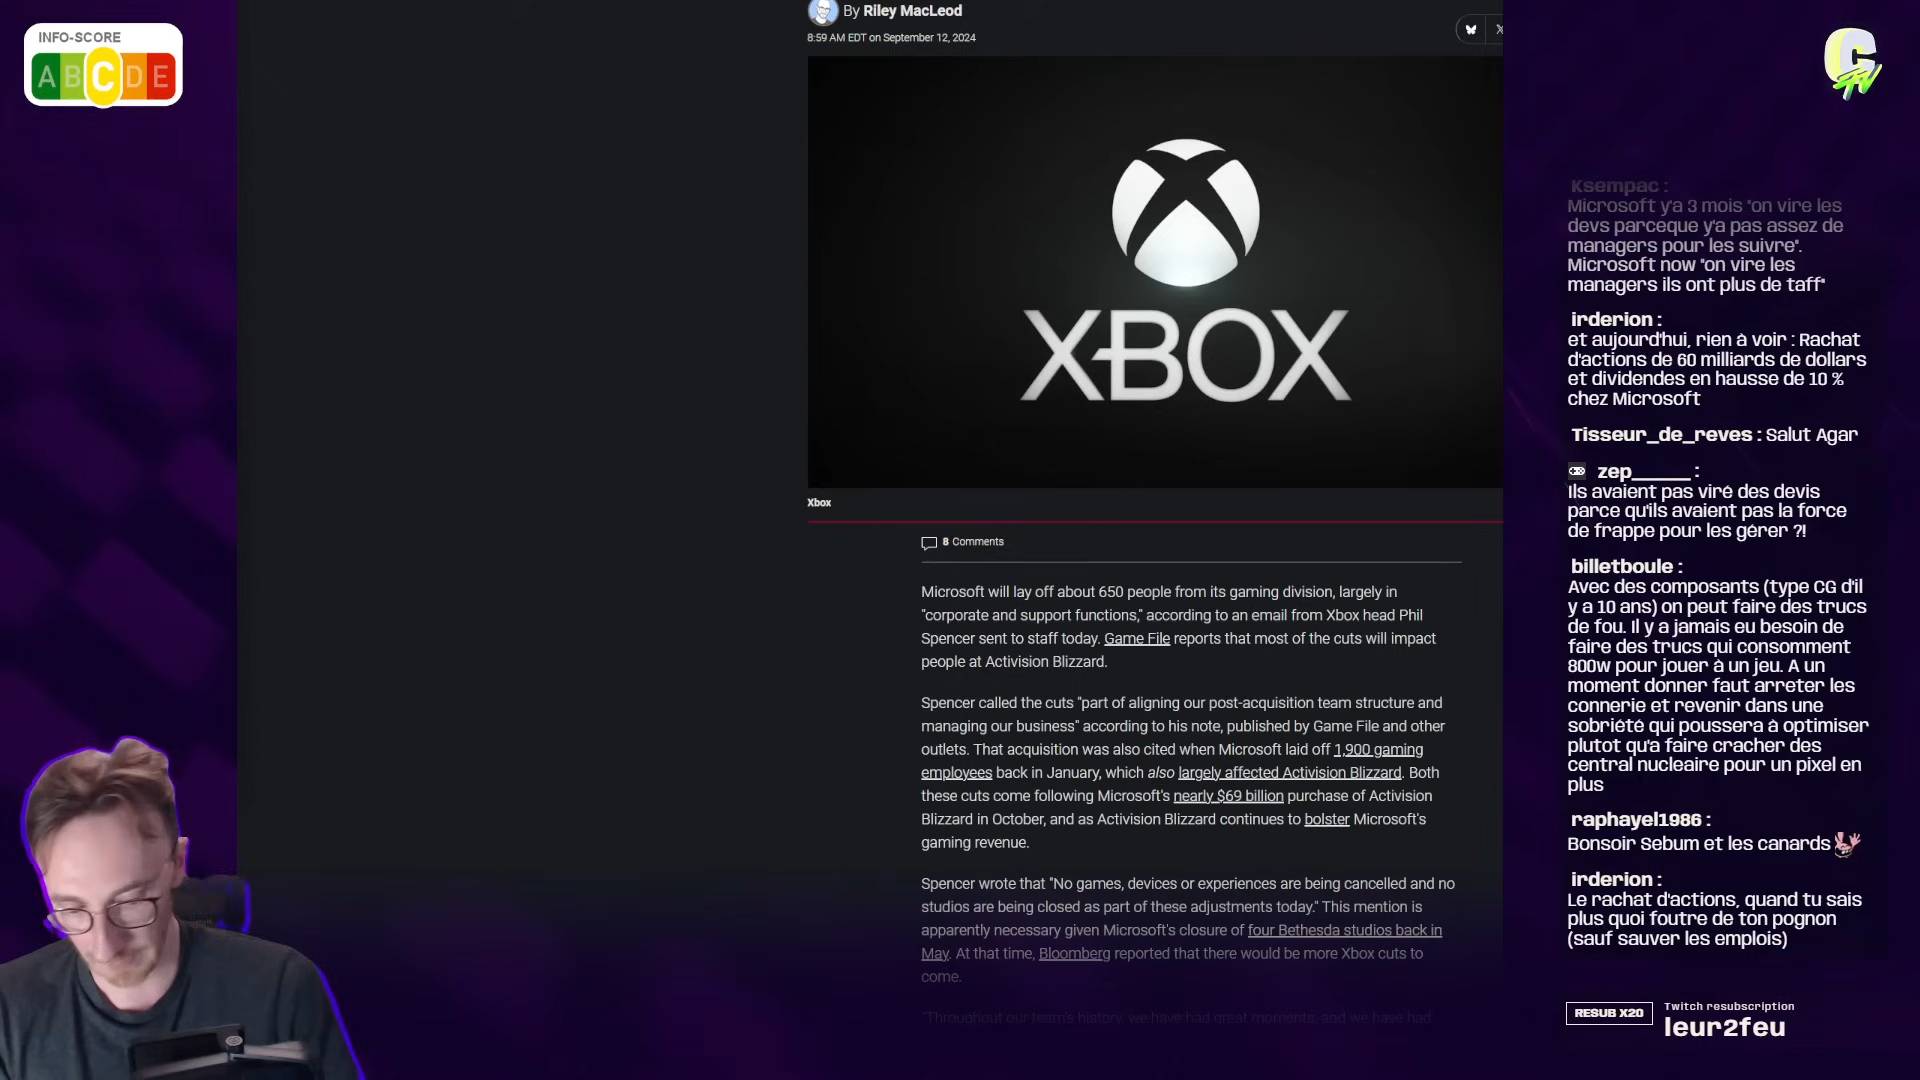 INFO-SCORE
A B C D E
By Riley MacLeod
8:59 AM EDT on September 12, 2024
XBOX
Xbox
8 Comments
Microsoft will lay off about 650 people from its gaming division, largely in
"corporate and support functions," according to an email from Xbox head Phil
Spencer sent to staff today. Game File reports that most of the cuts will impact
people at Activision Blizzard.
Spencer called the cuts "part of aligning our post-acquisition team structure and
managing our business" according to his note, published by Game File and other
outlets. That acquisition was also cited when Microsoft laid off 1,900 gaming
employees back in January, which also largely affected Activision Blizzard. Both
these cuts come following Microsoft's nearly $69 billion purchase of Activision
Blizzard in October, and as Activision Blizzard continues to bolster Microsoft's
gaming revenue.
Spencer wrote that "No games, devices or experiences are being cancelled and no
studios are being closed as part of these adjustments today." This mention is
apparently necessary given Microsoft's closure of four Bethesda studios back in
May. At that time, Bloomberg reported that there would be more Xbox cuts to
come.
"Throughout our team's history, we have had great moments, and we have had
C TV
Ksempac :
Microsoft y'a 3 mois "on vire les
devs parceque y'a pas assez de
managers pour les suivre".
Microsoft now "on vire les
managers ils ont plus de taff"
irderion :
et aujourd'hui, rien à voir : Rachat
d'actions de 60 milliards de dollars
et dividendes en hausse de 10 %
chez Microsoft
Tisseur_de_reves : Salut Agar
zep_____ :
Ils avaient pas viré des devis
parce qu'ils avaient pas la force
de frappe pour les gérer ?!
billetboule :
Avec des composants (type CG d'il
y a 10 ans) on peut faire des trucs
de fou. Il y a jamais eu besoin de
faire des trucs qui consomment
800w pour jouer à un jeu. A un
moment donner faut arreter les
connerie et revenir dans une
sobriété qui poussera à optimiser
plutot qu'a faire cracher des
central nucleaire pour un pixel en
plus
raphayel1986 :
Bonsoir Sebum et les canards
irderion :
Le rachat d'actions, quand tu sais
plus quoi foutre de ton pognon
(sauf sauver les emplois)
RESUB X20
Twitch resubscription
leur2feu